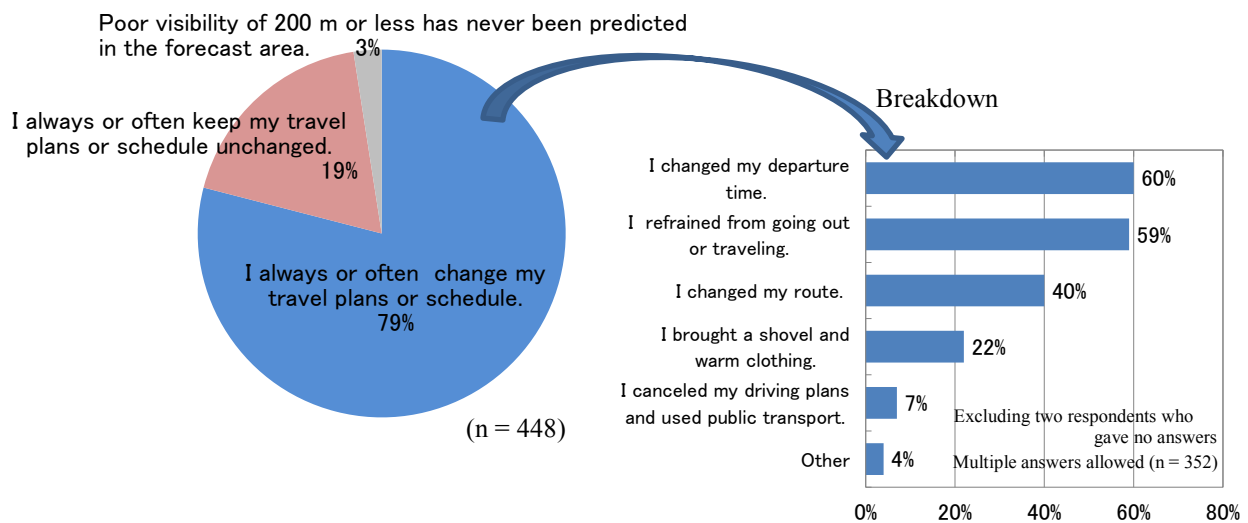 Poor visibility of 200 m or less has never been predicted
in the forecast area.
3%
I always or often keep my travel
plans or schedule unchanged.
19%
I always or often change my
travel plans or schedule.
79%
(n = 448)
Breakdown
I changed my departure
time.
60%
I refrained from going out
or traveling.
59%
I changed my route.
40%
I brought a shovel and
warm clothing.
22%
I canceled my driving plans
and used public transport.
7%
Other
4%
Excluding two respondents who
gave no answers
Multiple answers allowed (n = 352)
0% 20% 40% 60% 80%